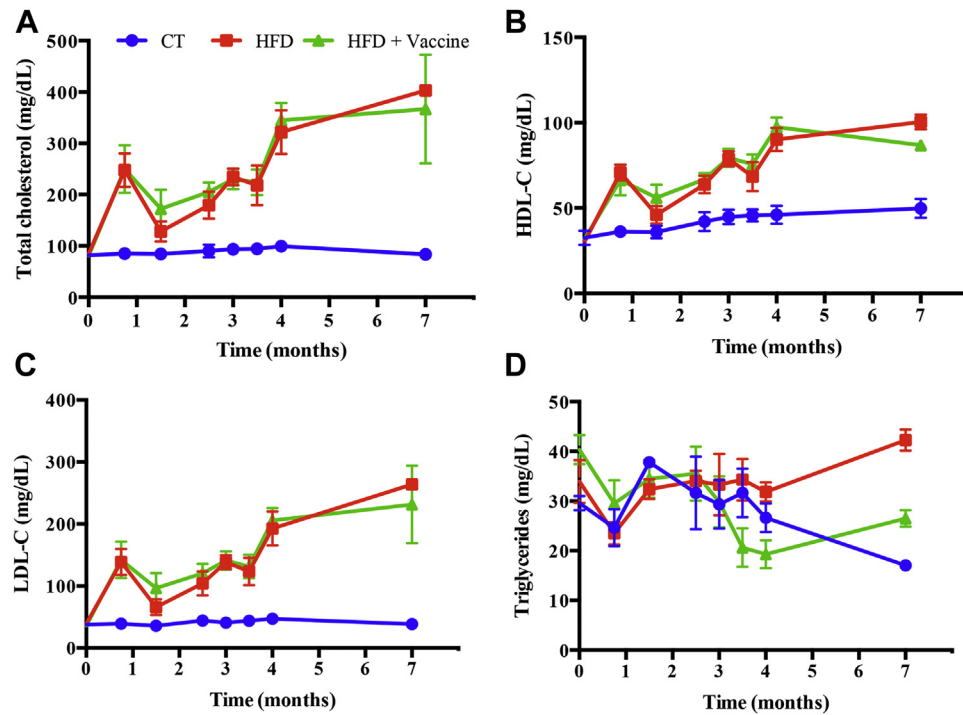 A
CT HFD HFD + Vaccine
Total cholesterol (mg/dL)
500
400
300
200
100
0
0 1 2 3 4 5 6 7
Time (months)
B
HDL-C (mg/dL)
150
100
50
0
0 1 2 3 4 5 6 7
Time (months)
C
LDL-C (mg/dL)
400
300
200
100
0
0 1 2 3 4 5 6 7
Time (months)
D
Triglycerides (mg/dL)
50
40
30
20
10
0
0 1 2 3 4 5 6 7
Time (months)